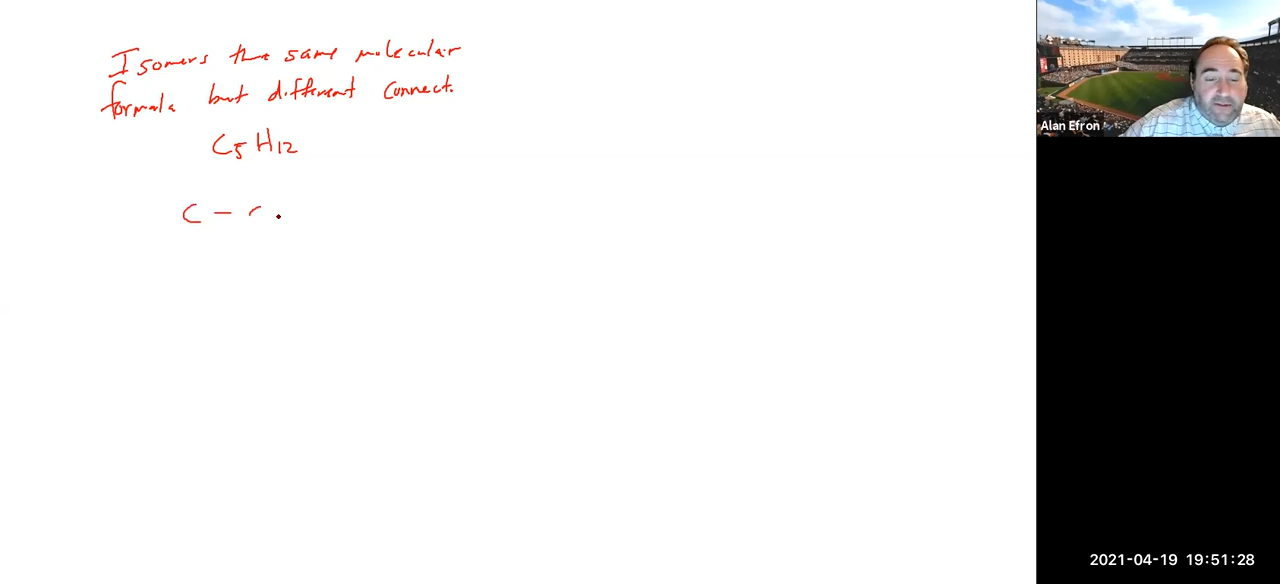 Isomers the same molecular
formula but different connect.
C5H12
C – C
Alan Efron
2021-04-19 19:51:28